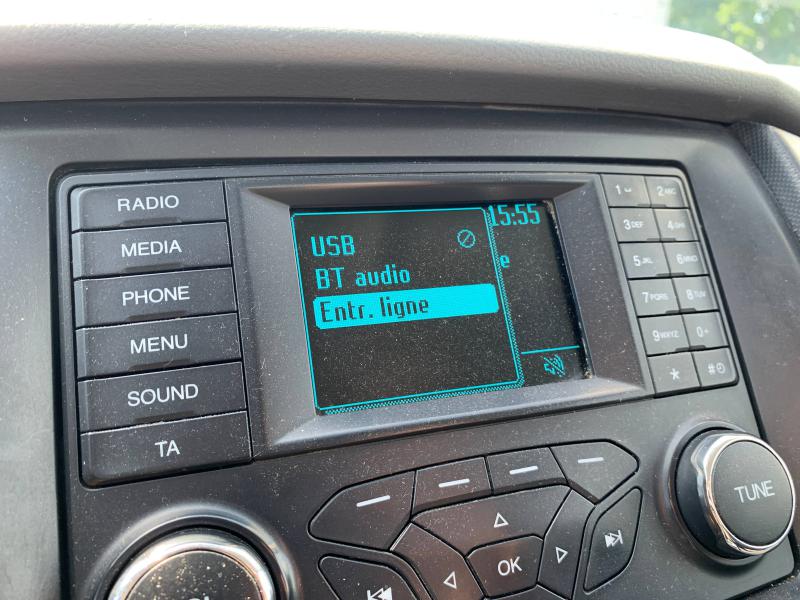 RADIO
MEDIA
PHONE
MENU
SOUND
TA
15:55
USB
e
BT audio
Entr. ligne
1
2ABC
3DEF
4GHI
5JKL
6MNO
7PQRS
8TUV
9WXYZ
0+
*
#
TUNE
OK